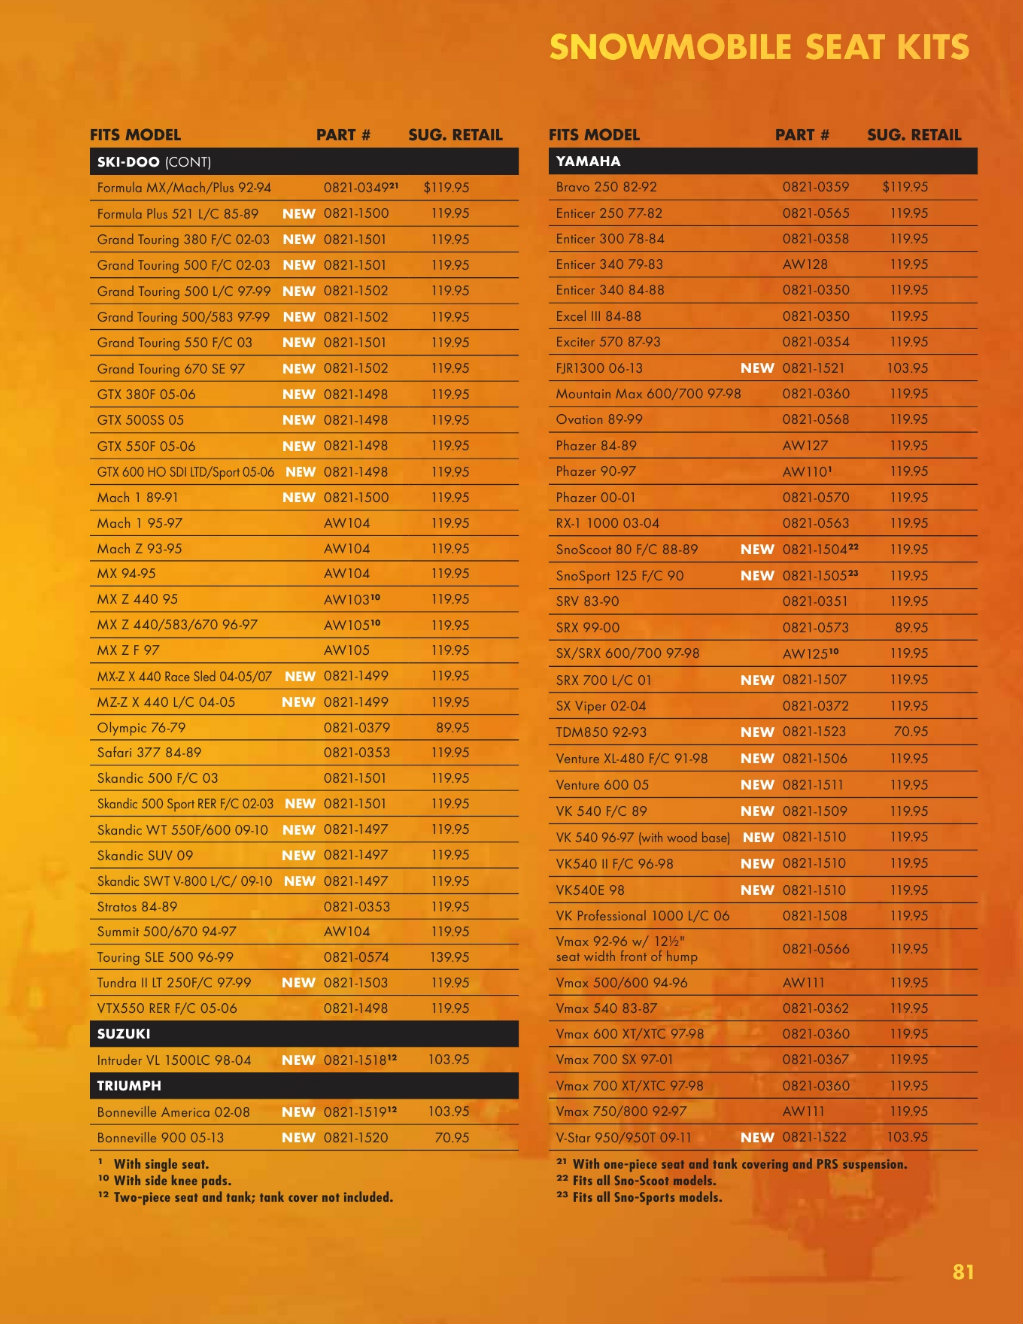 SNOWMOBILE SEAT KITS
FITS MODEL PART # SUG. RETAIL
SKI-DOO (CONT)
Formula MX/Mach/Plus 92-94 0821-0349²¹ $119.95
Formula Plus 521 L/C 85-89 NEW 0821-1500 119.95
Grand Touring 380 F/C 02-03 NEW 0821-1501 119.95
Grand Touring 500 F/C 02-03 NEW 0821-1501 119.95
Grand Touring 500 L/C 97-99 NEW 0821-1502 119.95
Grand Touring 500/583 97-99 NEW 0821-1502 119.95
Grand Touring 550 F/C 03 NEW 0821-1501 119.95
Grand Touring 670 SE 97 NEW 0821-1502 119.95
GTX 380F 05-06 NEW 0821-1498 119.95
GTX 500SS 05 NEW 0821-1498 119.95
GTX 550F 05-06 NEW 0821-1498 119.95
GTX 600 HO SDI LTD/Sport 05-06 NEW 0821-1498 119.95
Mach 1 89-91 NEW 0821-1500 119.95
Mach 1 95-97 AW104 119.95
Mach Z 93-95 AW104 119.95
MX 94-95 AW104 119.95
MX Z 440 95 AW103¹⁰ 119.95
MX Z 440/583/670 96-97 AW105¹⁰ 119.95
MX Z F 97 AW105 119.95
MX-Z X 440 Race Sled 04-05/07 NEW 0821-1499 119.95
MZ-Z X 440 L/C 04-05 NEW 0821-1499 119.95
Olympic 76-79 0821-0379 89.95
Safari 377 84-89 0821-0353 119.95
Skandic 500 F/C 03 0821-1501 119.95
Skandic 500 Sport RER F/C 02-03 NEW 0821-1501 119.95
Skandic WT 550F/600 09-10 NEW 0821-1497 119.95
Skandic SUV 09 NEW 0821-1497 119.95
Skandic SWT V-800 L/C/ 09-10 NEW 0821-1497 119.95
Stratos 84-89 0821-0353 119.95
Summit 500/670 94-97 AW104 119.95
Touring SLE 500 96-99 0821-0574 139.95
Tundra II LT 250F/C 97-99 NEW 0821-1503 119.95
VTX550 RER F/C 05-06 0821-1498 119.95
SUZUKI
Intruder VL 1500LC 98-04 NEW 0821-1518¹² 103.95
TRIUMPH
Bonneville America 02-08 NEW 0821-1519¹² 103.95
Bonneville 900 05-13 NEW 0821-1520 70.95
¹ With single seat.
¹⁰ With side knee pads.
¹² Two-piece seat and tank; tank cover not included.
FITS MODEL PART # SUG. RETAIL
YAMAHA
Bravo 250 82-92 0821-0359 $119.95
Enticer 250 77-82 0821-0565 119.95
Enticer 300 78-84 0821-0358 119.95
Enticer 340 79-83 AW128 119.95
Enticer 340 84-88 0821-0350 119.95
Excel III 84-88 0821-0350 119.95
Exciter 570 87-93 0821-0354 119.95
FJR1300 06-13 NEW 0821-1521 103.95
Mountain Max 600/700 97-98 0821-0360 119.95
Ovation 89-99 0821-0568 119.95
Phazer 84-89 AW127 119.95
Phazer 90-97 AW110¹ 119.95
Phazer 00-01 0821-0570 119.95
RX-1 1000 03-04 0821-0563 119.95
SnoScoot 80 F/C 88-89 NEW 0821-1504²² 119.95
SnoSport 125 F/C 90 NEW 0821-1505²³ 119.95
SRV 83-90 0821-0351 119.95
SRX 99-00 0821-0573 89.95
SX/SRX 600/700 97-98 AW125¹⁰ 119.95
SRX 700 L/C 01 NEW 0821-1507 119.95
SX Viper 02-04 0821-0372 119.95
TDM850 92-93 NEW 0821-1523 70.95
Venture XL-480 F/C 91-98 NEW 0821-1506 119.95
Venture 600 05 NEW 0821-1511 119.95
VK 540 F/C 89 NEW 0821-1509 119.95
VK 540 96-97 (with wood base) NEW 0821-1510 119.95
VK540 II F/C 96-98 NEW 0821-1510 119.95
VK540E 98 NEW 0821-1510 119.95
VK Professional 1000 L/C 06 0821-1508 119.95
Vmax 92-96 w/ 12½"
seat width front of hump 0821-0566 119.95
Vmax 500/600 94-96 AW111 119.95
Vmax 540 83-87 0821-0362 119.95
Vmax 600 XT/XTC 97-98 0821-0360 119.95
Vmax 700 SX 97-01 0821-0367 119.95
Vmax 700 XT/XTC 97-98 0821-0360 119.95
Vmax 750/800 92-97 AW111 119.95
V-Star 950/950T 09-11 NEW 0821-1522 103.95
²¹ With one-piece seat and tank covering and PRS suspension.
²² Fits all Sno-Scoot models.
²³ Fits all Sno-Sports models.
81